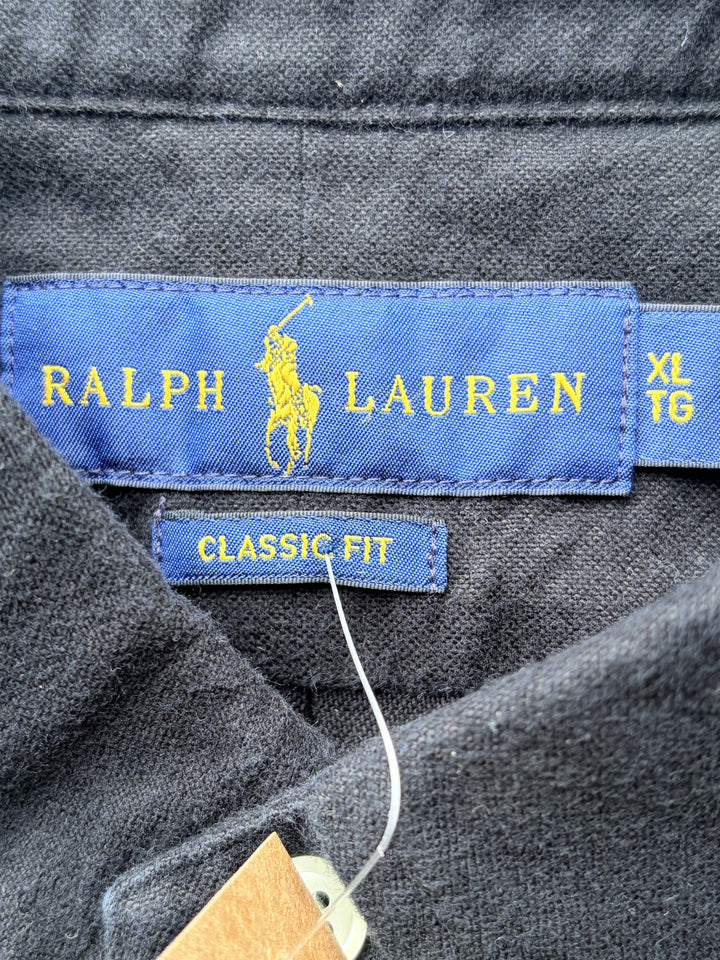 RALPH LAUREN
XL
TG
CLASSIC FIT